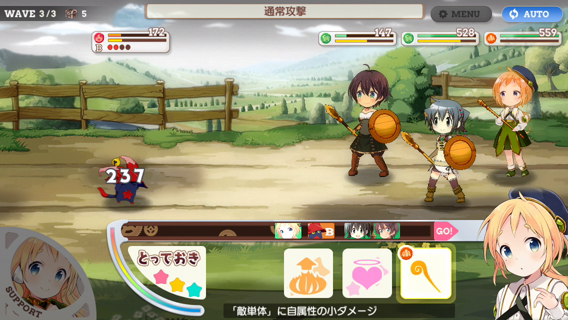 WAVE 3/3 5
通常攻撃
MENU
AUTO
172
B
147
528
559
237
B
GO!
とっておき
SUPPORT
「敵単体」に自属性の小ダメージ